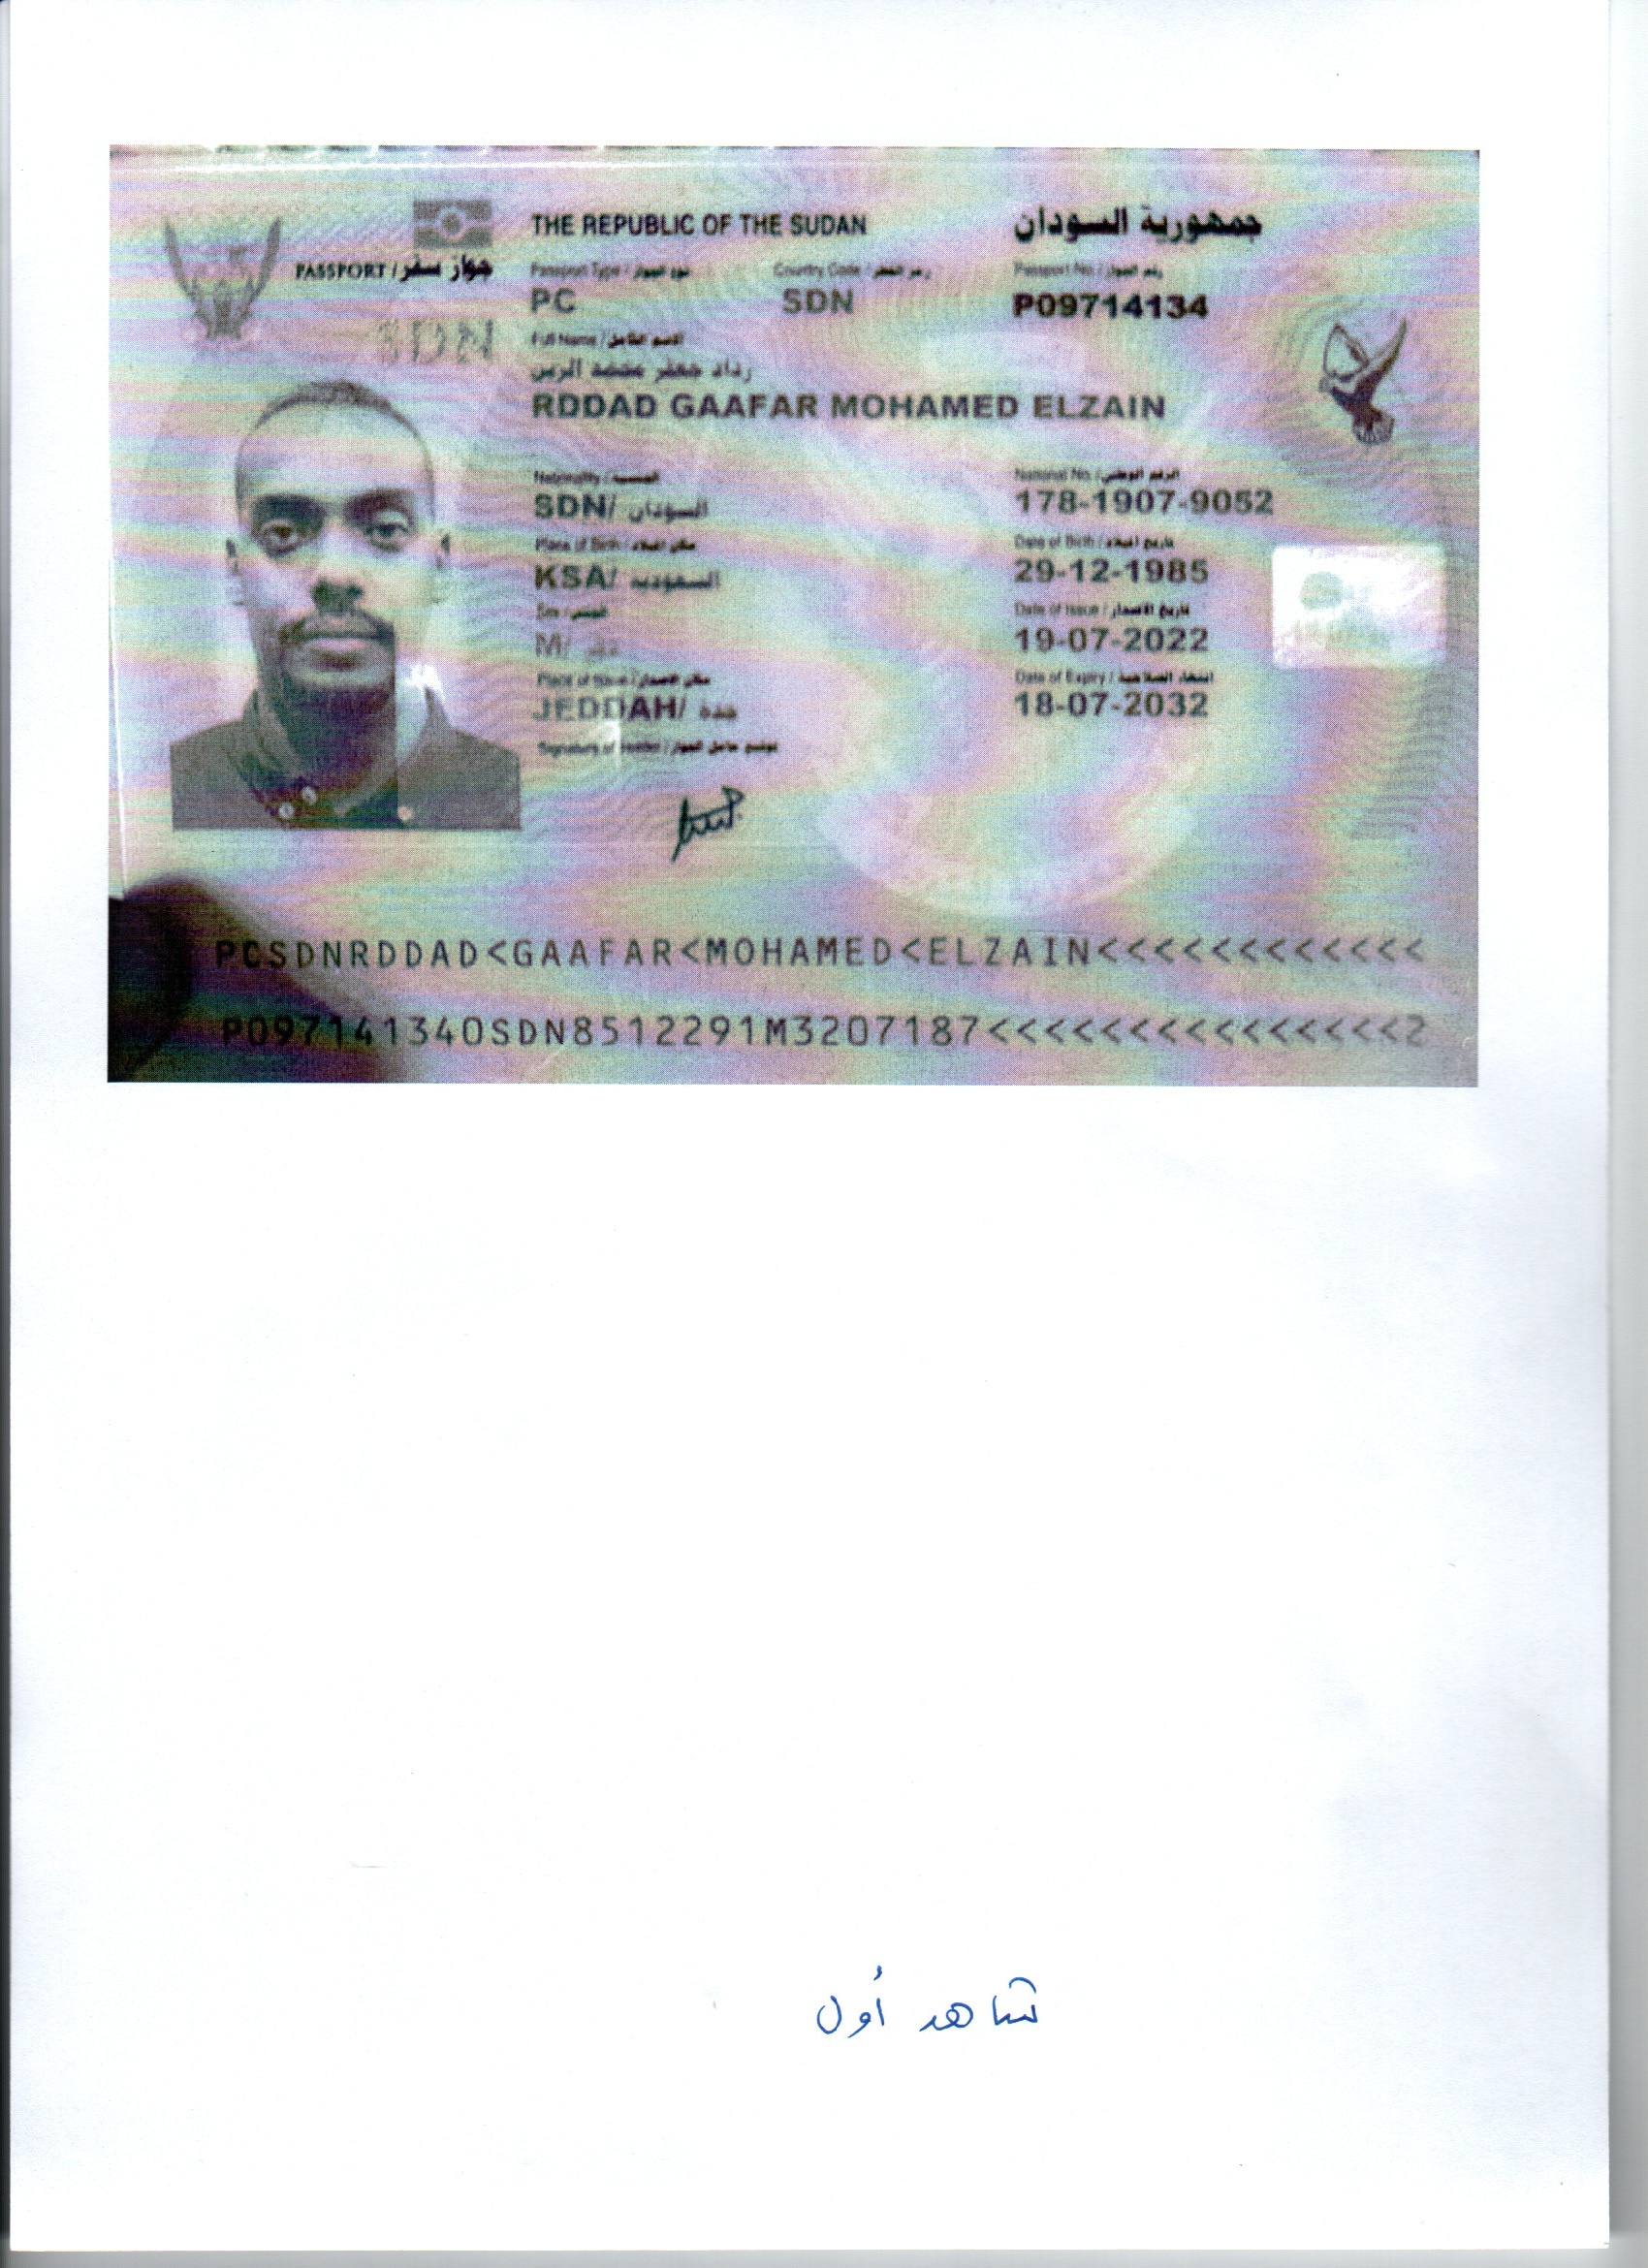 THE REPUBLIC OF THE SUDAN جمهورية السودان
PASSPORT / جواز سفر
Passport Type / نوع الجواز Country Code / رمز القطر Passport No. / رقم الجواز
PC SDN P09714134
SDN
Full Name / الاسم الكامل
رداد جعفر محمد الزين
RDDAD GAAFAR MOHAMED ELZAIN
Nationality / الجنسية National No. / الرقم الوطني
SDN/ السودان 178-1907-9052
Place of Birth / مكان الميلاد Date of Birth / تاريخ الميلاد
KSA/ السعودية 29-12-1985
Sex / الجنس Date of Issue / تاريخ الاصدار
M/ ذكر 19-07-2022
Place of Issue / مكان الاصدار Date of Expiry / انتهاء الصلاحية
JEDDAH/ جدة 18-07-2032
Signature of Holder / توقيع حامل الجواز
PCSDNRDDAD<GAAFAR<MOHAMED<ELZAIN<<<<<<<<<<<<
P097141340SDN8512291M3207187<<<<<<<<<<<<<<<2
شاهد أول